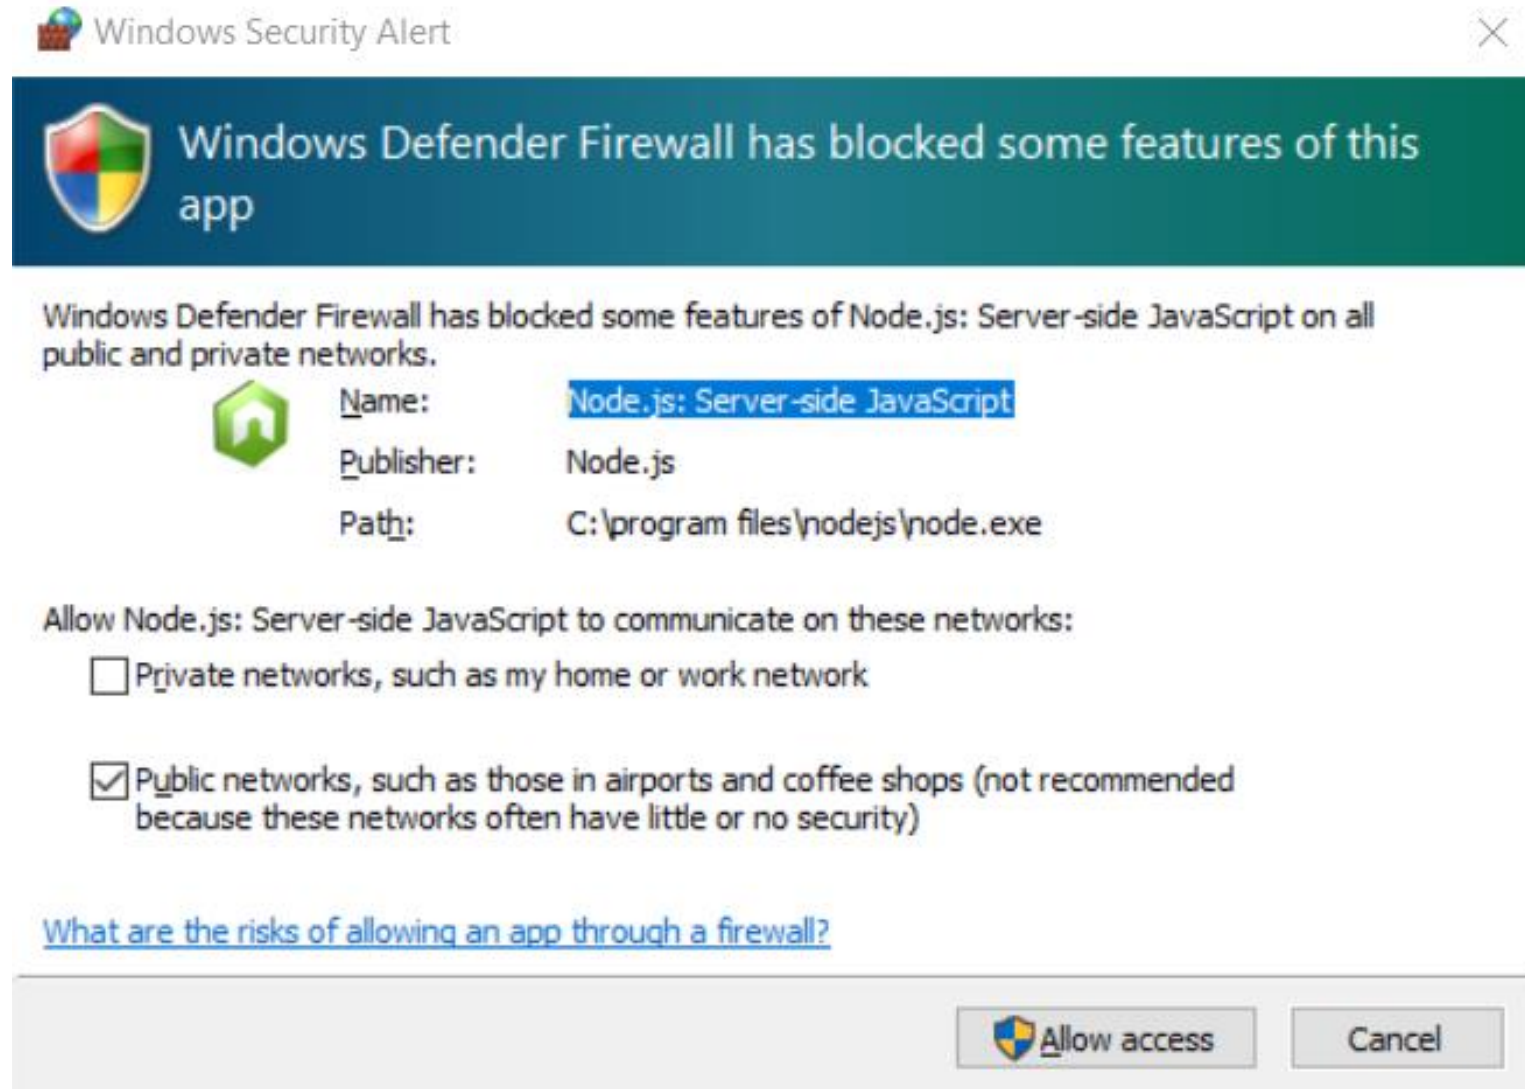 Windows Security Alert
Windows Defender Firewall has blocked some features of this
app
Windows Defender Firewall has blocked some features of Node.js: Server-side JavaScript on all
public and private networks.
Name: Node.js: Server-side JavaScript
Publisher: Node.js
Path: C:\program files\nodejs\node.exe
Allow Node.js: Server-side JavaScript to communicate on these networks:
Private networks, such as my home or work network
Public networks, such as those in airports and coffee shops (not recommended
because these networks often have little or no security)
What are the risks of allowing an app through a firewall?
Allow access Cancel